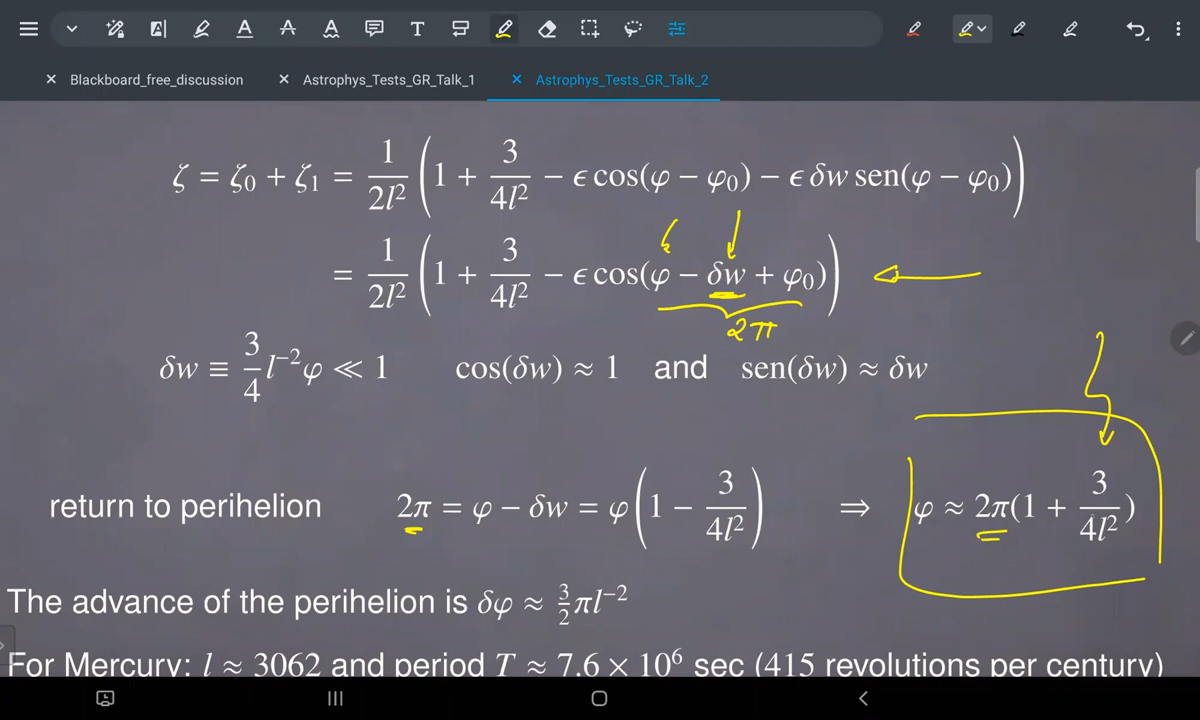 Blackboard_free_discussion Astrophys_Tests_GR_Talk_1 Astrophys_Tests_GR_Talk_2
ζ = ζ₀ + ζ₁ = 1/(2l²) (1 + 3/(4l²) − ϵ cos(φ − φ₀) − ϵ δw sen(φ − φ₀))
= 1/(2l²) (1 + 3/(4l²) − ϵ cos(φ − δw + φ₀))
2π
δw ≡ 3/4 l⁻²φ ≪ 1 cos(δw) ≈ 1 and sen(δw) ≈ δw
return to perihelion 2π = φ − δw = φ(1 − 3/(4l²)) ⇒ φ ≈ 2π(1 + 3/(4l²))
The advance of the perihelion is δφ ≈ 3/2 πl⁻²
For Mercury: l ≈ 3062 and period T ≈ 7.6 × 10⁶ sec (415 revolutions per century)